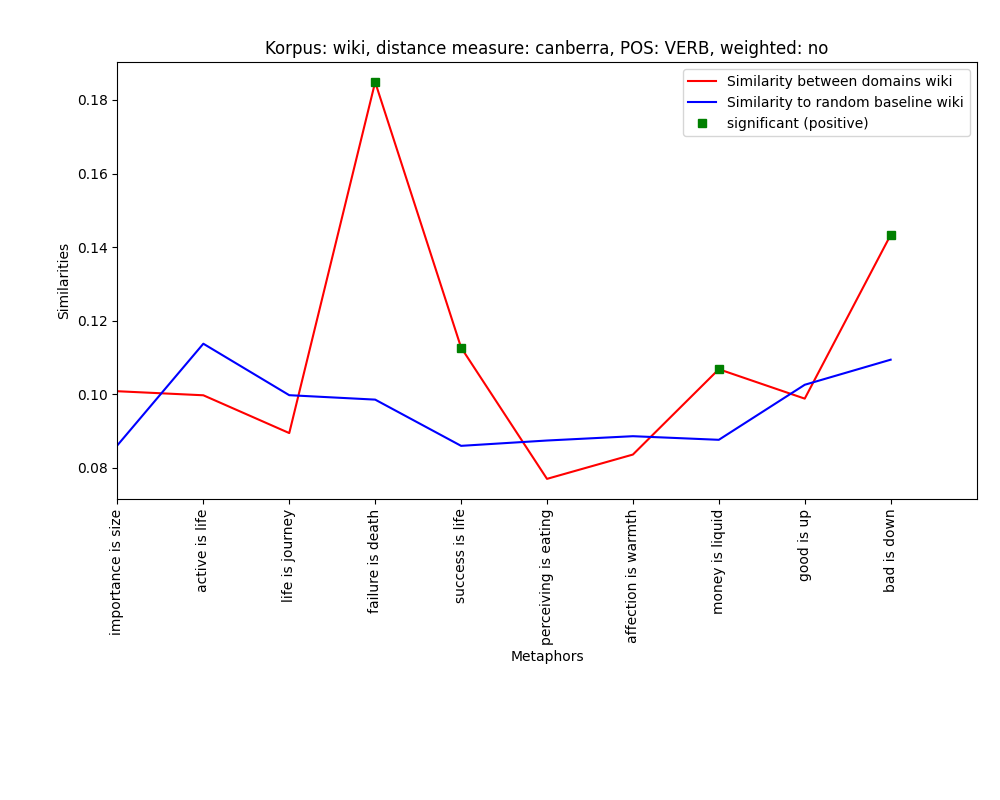 Korpus: wiki, distance measure: canberra, POS: VERB, weighted: no
Similarity between domains wiki
Similarity to random baseline wiki
significant (positive)
0.18
0.16
0.14
0.12
0.10
0.08
Similarities
importance is size
active is life
life is journey
failure is death
success is life
perceiving is eating
affection is warmth
money is liquid
good is up
bad is down
Metaphors